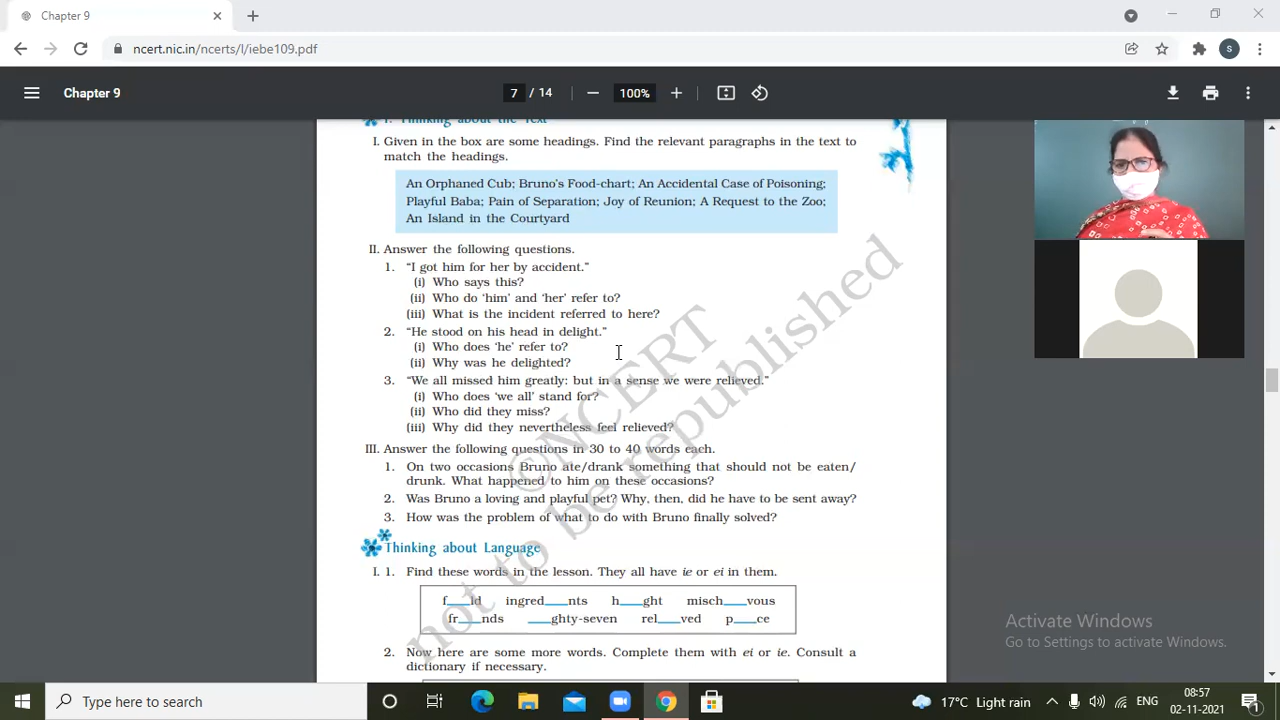 Chapter 9
ncert.nic.in/ncerts/l/iebe109.pdf
S
Chapter 9
7 / 14
100%
I. Thinking about the Text
I. Given in the box are some headings. Find the relevant paragraphs in the text to
match the headings.
An Orphaned Cub; Bruno's Food-chart; An Accidental Case of Poisoning;
Playful Baba; Pain of Separation; Joy of Reunion; A Request to the Zoo;
An Island in the Courtyard
II. Answer the following questions.
1. “I got him for her by accident.”
(i) Who says this?
(ii) Who do ‘him’ and ‘her’ refer to?
(iii) What is the incident referred to here?
2. “He stood on his head in delight.”
(i) Who does ‘he’ refer to?
(ii) Why was he delighted?
3. “We all missed him greatly: but in a sense we were relieved.”
(i) Who does ‘we all’ stand for?
(ii) Who did they miss?
(iii) Why did they nevertheless feel relieved?
III. Answer the following questions in 30 to 40 words each.
1. On two occasions Bruno ate/drank something that should not be eaten/
drunk. What happened to him on these occasions?
2. Was Bruno a loving and playful pet? Why, then, did he have to be sent away?
3. How was the problem of what to do with Bruno finally solved?
Thinking about Language
I. 1. Find these words in the lesson. They all have ie or ei in them.
f___ld ingred___nts h___ght misch___vous
fr___nds ___ghty-seven rel___ved p___ce
2. Now here are some more words. Complete them with ei or ie. Consult a
dictionary if necessary.
© NCERT
not to be republished
Activate Windows
Go to Settings to activate Windows.
Type here to search
17°C Light rain
ENG
08:57
02-11-2021
1